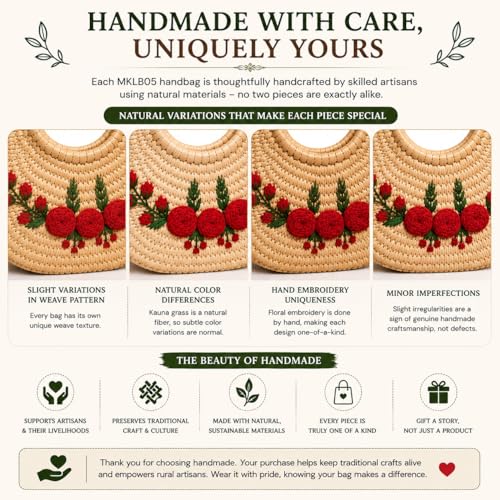 HANDMADE WITH CARE,
UNIQUELY YOURS
Each MKLB05 handbag is thoughtfully handcrafted by skilled artisans
using natural materials – no two pieces are exactly alike.
NATURAL VARIATIONS THAT MAKE EACH PIECE SPECIAL
SLIGHT VARIATIONS
IN WEAVE PATTERN
Every bag has its own
unique weave texture.
NATURAL COLOR
DIFFERENCES
Kauna grass is a natural
fiber, so subtle color
variations are normal.
HAND EMBROIDERY
UNIQUENESS
Floral embroidery is done
by hand, making each
design one-of-a-kind.
MINOR IMPERFECTIONS
Slight irregularities are a
sign of genuine handmade
craftsmanship, not defects.
THE BEAUTY OF HANDMADE
SUPPORTS ARTISANS
& THEIR LIVELIHOODS
PRESERVES TRADITIONAL
CRAFT & CULTURE
MADE WITH NATURAL,
SUSTAINABLE MATERIALS
EVERY PIECE IS
TRULY ONE OF A KIND
GIFT A STORY,
NOT JUST A PRODUCT
Thank you for choosing handmade. Your purchase helps keep traditional crafts alive
and empowers rural artisans. Wear it with pride, knowing your bag makes a difference.